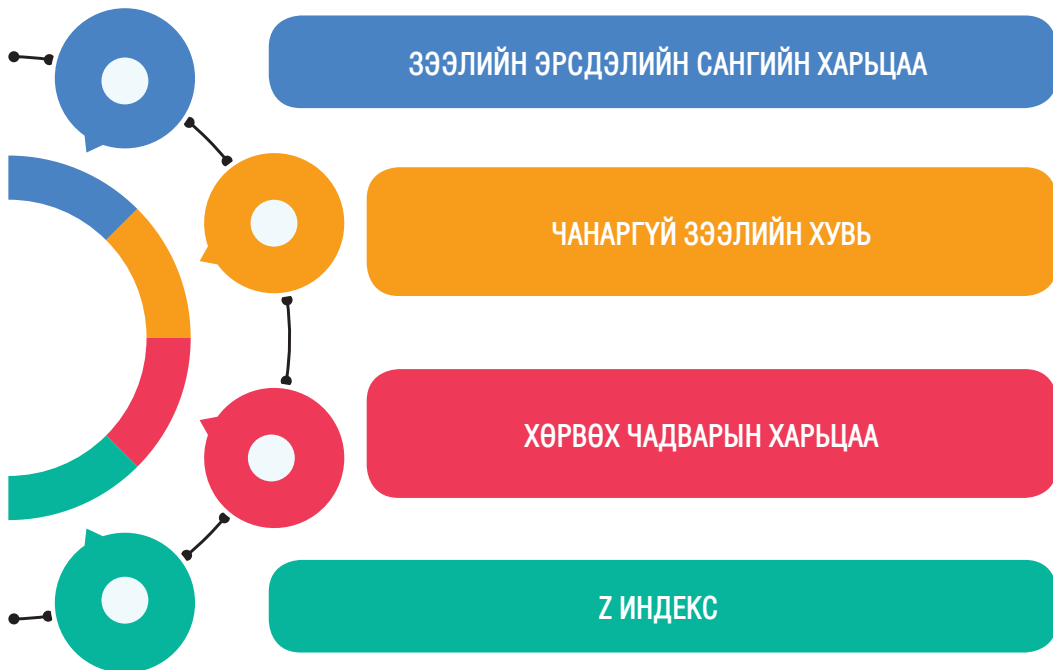 ЗЭЭЛИЙН ЭРСДЭЛИЙН САНГИЙН ХАРЬЦАА
ЧАНАРГҮЙ ЗЭЭЛИЙН ХУВЬ
ХӨРВӨХ ЧАДВАРЫН ХАРЬЦАА
Z ИНДЕКС